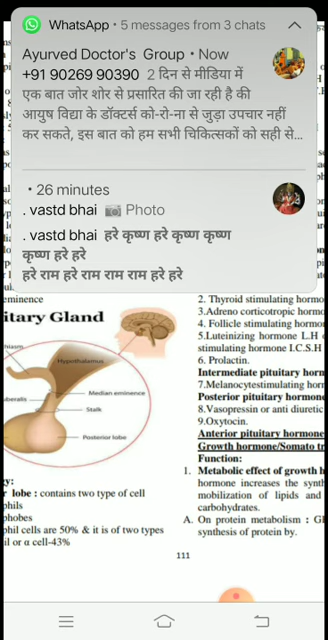 WhatsApp • 5 messages from 3 chats
Ayurved Doctor's Group • Now
+91 90269 90390 2 दिन से मीडिया में
एक बात जोर शोर से प्रसारित की जा रही है की
आयुष विद्या के डॉक्टर्स को-रो-ना से जुड़ा उपचार नहीं
कर सकते, इस बात को हम सभी चिकित्सकों को सही से...
• 26 minutes
. vastd bhai 📷 Photo
. vastd bhai हरे कृष्ण हरे कृष्ण कृष्ण
कृष्ण हरे हरे
हरे राम हरे राम राम राम हरे हरे
eminence
itary Gland
hiasm
Hypothalamus
Median eminence
Stalk
Posterior lobe
lobe : contains two type of cell
phils
phobes
phil cells are 50% & it is of two types
il or α cell-43%
2. Thyroid stimulating hormo
3.Adreno corticotropic hormo
4. Follicle stimulating hormo
5.Luteinizing hormone L.H
stimulating hormone I.C.S.H
6. Prolactin.
Intermediate pituitary horn
7.Melanocytestimulating horr
Posterior pituitary hormone
8.Vasopressin or anti diuretic
9.Oxytocin.
Anterior pituitary hormone
Growth hormone/Somato tr
Function:
1. Metabolic effect of growth h
hormone increases the synth
mobilization of lipids and
carbohydrates.
A. On protein metabolism : Gl
synthesis of protein by.
111